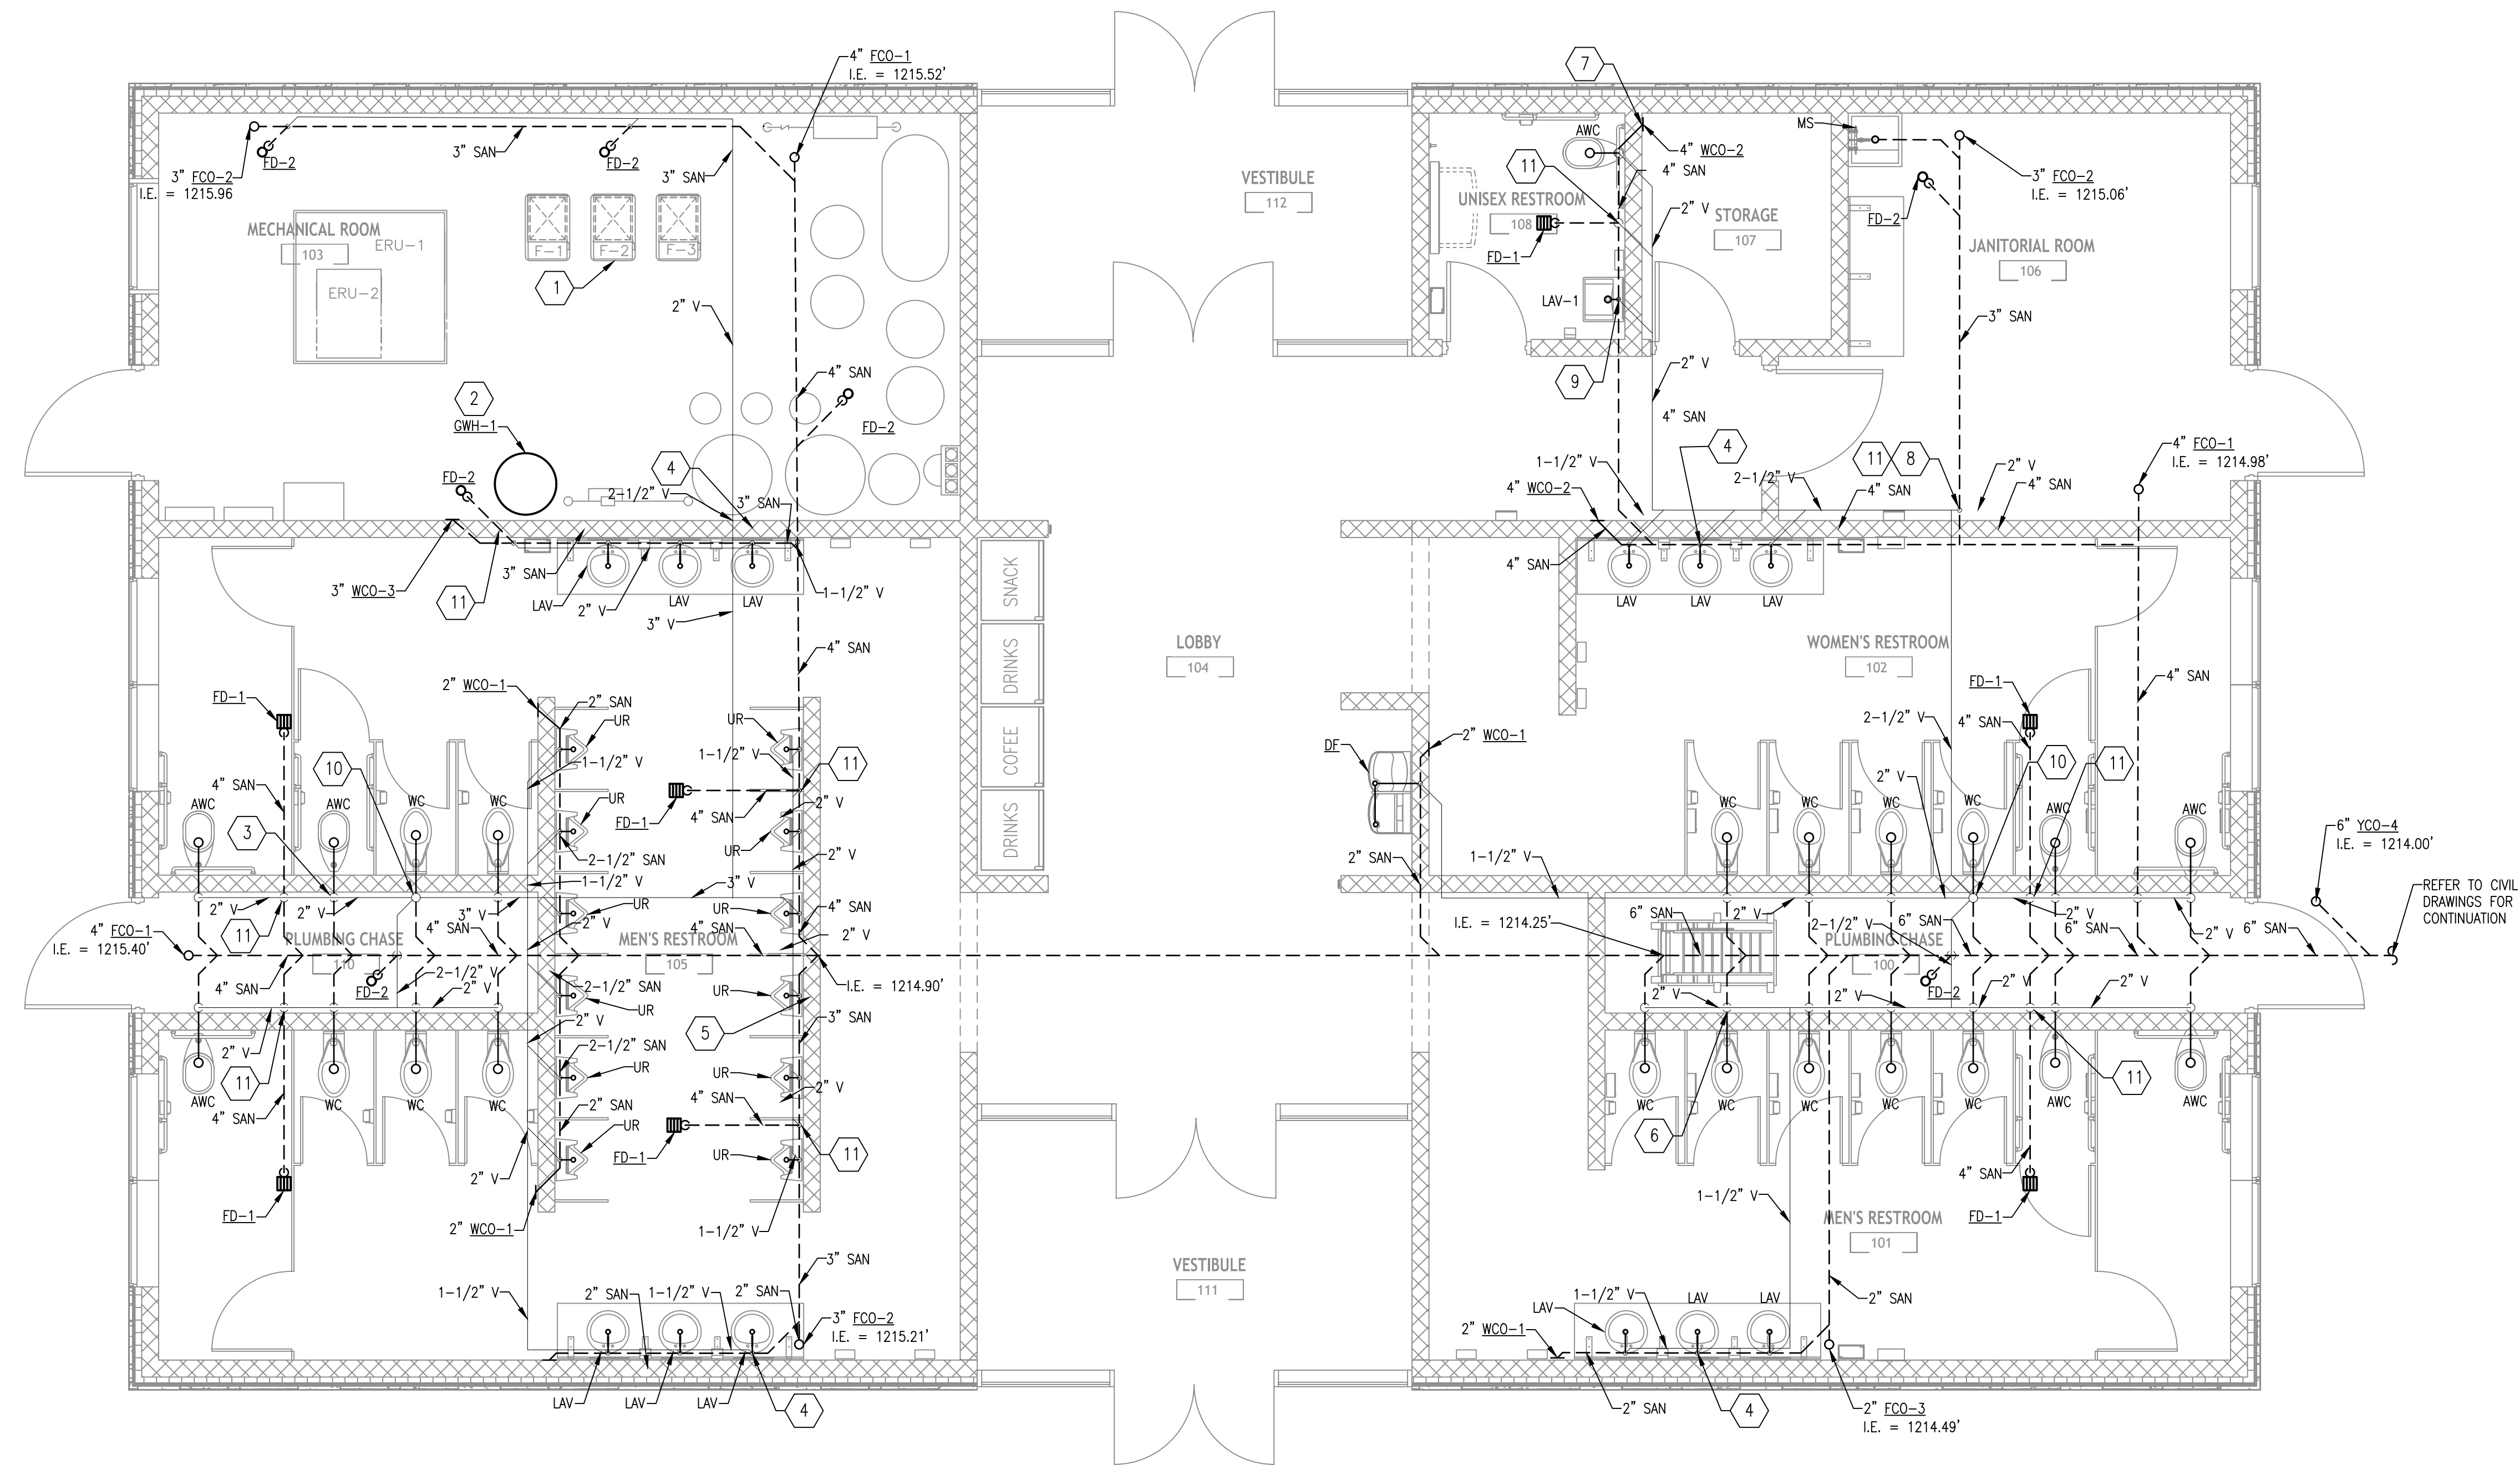 4" FCO-1
I.E. = 1215.52'
3" SAN
FD-2
FD-2
3" SAN
3" FCO-2
I.E. = 1215.96
MECHANICAL ROOM
103
ERU-1
ERU-2
F-1
F-2
F-3
1
2" V
4" SAN
2
GWH-1
FD-2
FD-2
4
2-1/2" V
3" SAN
3" WCO-3
11
3" SAN
LAV
2" V
LAV
LAV
1-1/2" V
3" V
4" SAN
VESTIBULE
112
7
AWC
4" WCO-2
4" SAN
11
UNISEX RESTROOM
108
FD-1
2" V
STORAGE
107
LAV-1
9
2" V
4" SAN
MS
3" FCO-2
I.E. = 1215.06'
FD-2
JANITORIAL ROOM
106
3" SAN
1-1/2" V
4
4" WCO-2
2-1/2" V
4" SAN
11
8
2" V
4" SAN
4" FCO-1
I.E. = 1214.98'
4" SAN
LAV
LAV
LAV
SNACK
DRINKS
COFEE
DRINKS
LOBBY
104
WOMEN'S RESTROOM
102
FD-1
2" WCO-1
2" SAN
UR
UR
1-1/2" V
1-1/2" V
11
10
4" SAN
AWC
AWC
WC
WC
3
UR
FD-1
4" SAN
2" V
UR
2-1/2" SAN
2" V
1-1/2" V
3" V
2" V
2" V
3" V
UR
UR
4" SAN
4" SAN
2" V
2" V
4" SAN
11
4" FCO-1
I.E. = 1215.40'
PLUMBING CHASE
110
MEN'S RESTROOM
105
4" SAN
FD-2
2-1/2" V
2" V
2-1/2" SAN
UR
UR
I.E. = 1214.90'
5
3" SAN
2" V
2" V
11
4" SAN
AWC
WC
WC
WC
2-1/2" SAN
UR
UR
2" V
2" SAN
4" SAN
UR
FD-1
UR
11
2" V
FD-1
2" WCO-1
1-1/2" V
3" SAN
1-1/2" V
2" SAN
1-1/2" V
2" SAN
3" FCO-2
I.E. = 1215.21'
LAV
LAV
LAV
4
2" WCO-1
DF
2" SAN
1-1/2" V
4" SAN
2-1/2" V
4" SAN
2" V
10
11
WC
WC
WC
WC
AWC
AWC
6" YCO-4
I.E. = 1214.00'
REFER TO CIVIL
DRAWINGS FOR
CONTINUATION
I.E. = 1214.25'
6" SAN
2" V
2-1/2" V
6" SAN
2" V
6" SAN
2" V
6" SAN
PLUMBING CHASE
100
FD-2
2" V
2" V
2" V
2" V
6
WC
WC
WC
WC
WC
AWC
AWC
11
4" SAN
FD-1
1-1/2" V
MEN'S RESTROOM
101
VESTIBULE
111
2" SAN
LAV
1-1/2" V
LAV
LAV
2" WCO-1
2" SAN
4
2" FCO-3
I.E. = 1214.49'